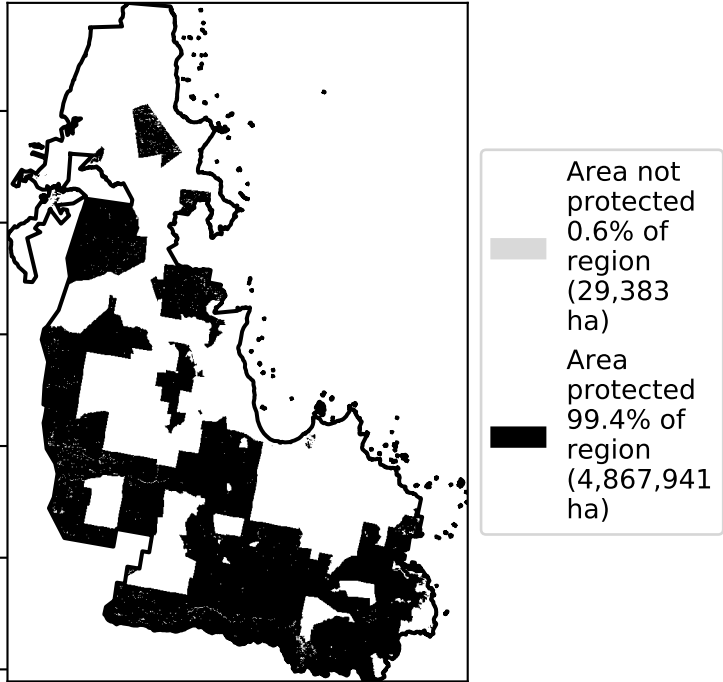 Area not
protected
0.6% of
region
(29,383
ha)
Area
protected
99.4% of
region
(4,867,941
ha)